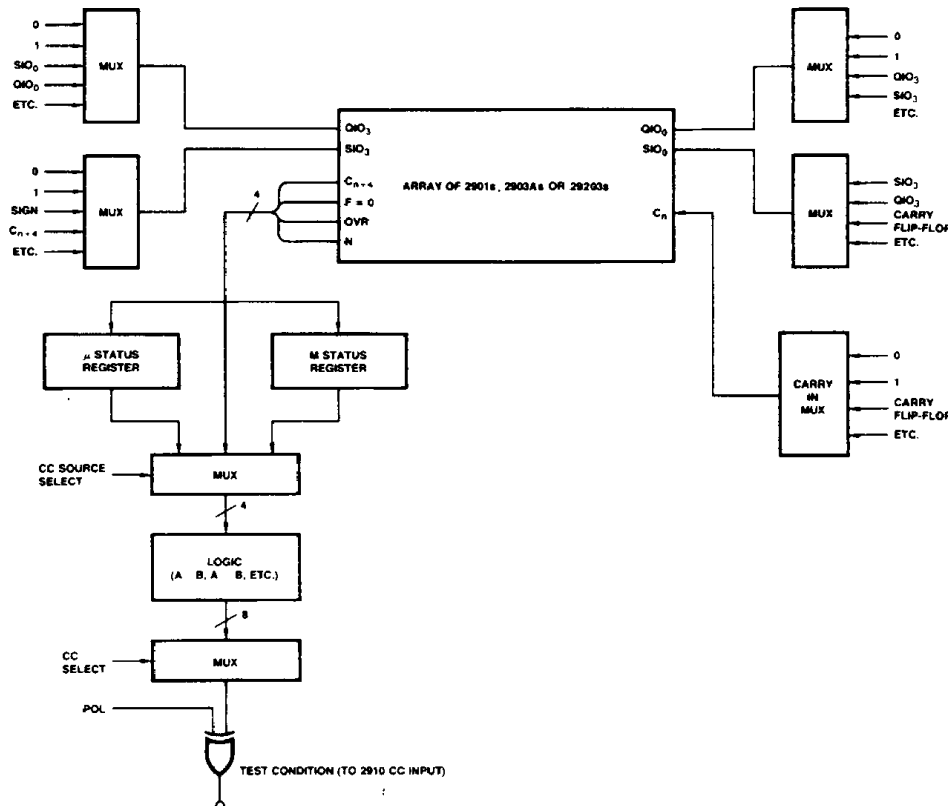 0
1
SIO₀
QIO₀
ETC.
MUX
0
1
SIGN
Cₙ₊₄
ETC.
MUX
QIO₃
SIO₃
Cₙ₊₄
F = 0
OVR
N
4
ARRAY OF 2901s, 2903As OR 29203s
QIO₀
SIO₀
Cₙ
MUX
0
1
QIO₃
SIO₃
ETC.
MUX
SIO₃
QIO₃
CARRY
FLIP-FLOP
ETC.
CARRY
IN
MUX
0
1
CARRY
FLIP-FLOP
ETC.
μ STATUS
REGISTER
M STATUS
REGISTER
CC SOURCE
SELECT
MUX
4
LOGIC
(A B, A B, ETC.)
8
CC
SELECT
MUX
POL
TEST CONDITION (TO 2910 CC INPUT)